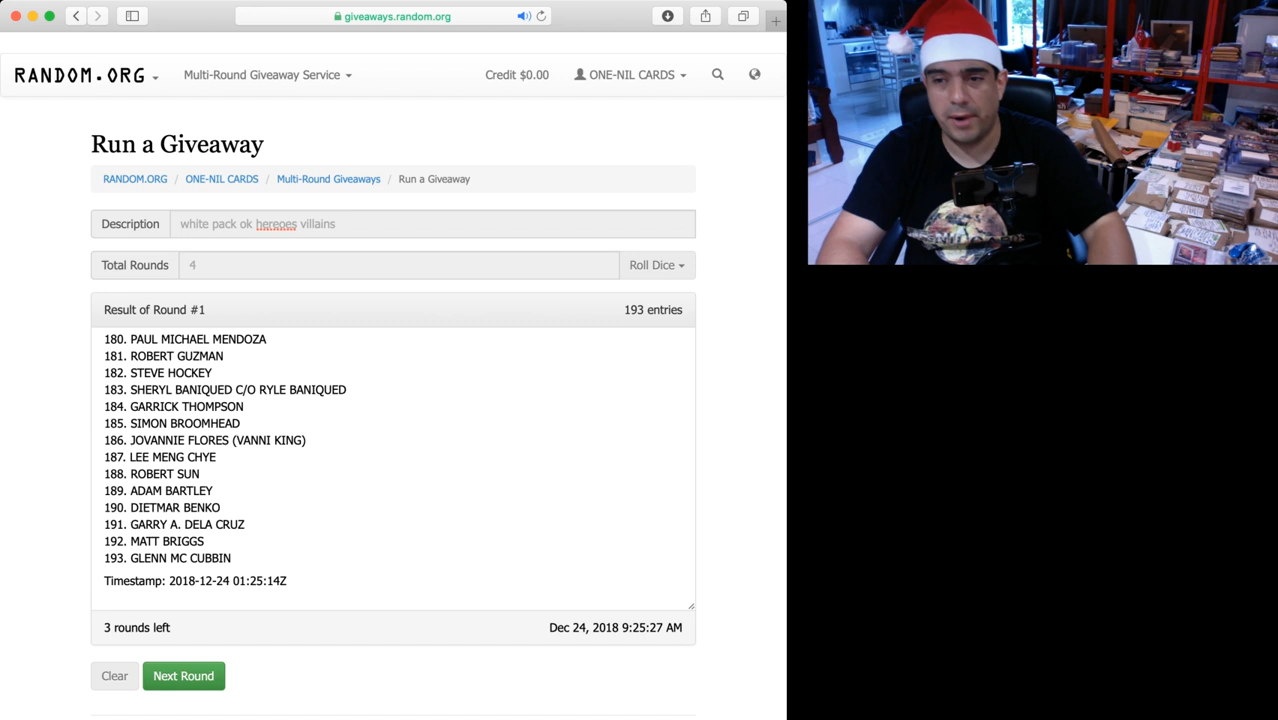 giveaways.random.org
RANDOM.ORG
Multi-Round Giveaway Service
Credit $0.00
ONE-NIL CARDS
Run a Giveaway
RANDOM.ORG / ONE-NIL CARDS / Multi-Round Giveaways / Run a Giveaway
Description white pack ok hereoes villains
Total Rounds 4 Roll Dice
Result of Round #1 193 entries
180. PAUL MICHAEL MENDOZA
181. ROBERT GUZMAN
182. STEVE HOCKEY
183. SHERYL BANIQUED C/O RYLE BANIQUED
184. GARRICK THOMPSON
185. SIMON BROOMHEAD
186. JOVANNIE FLORES (VANNI KING)
187. LEE MENG CHYE
188. ROBERT SUN
189. ADAM BARTLEY
190. DIETMAR BENKO
191. GARRY A. DELA CRUZ
192. MATT BRIGGS
193. GLENN MC CUBBIN
Timestamp: 2018-12-24 01:25:14Z
3 rounds left Dec 24, 2018 9:25:27 AM
Clear Next Round